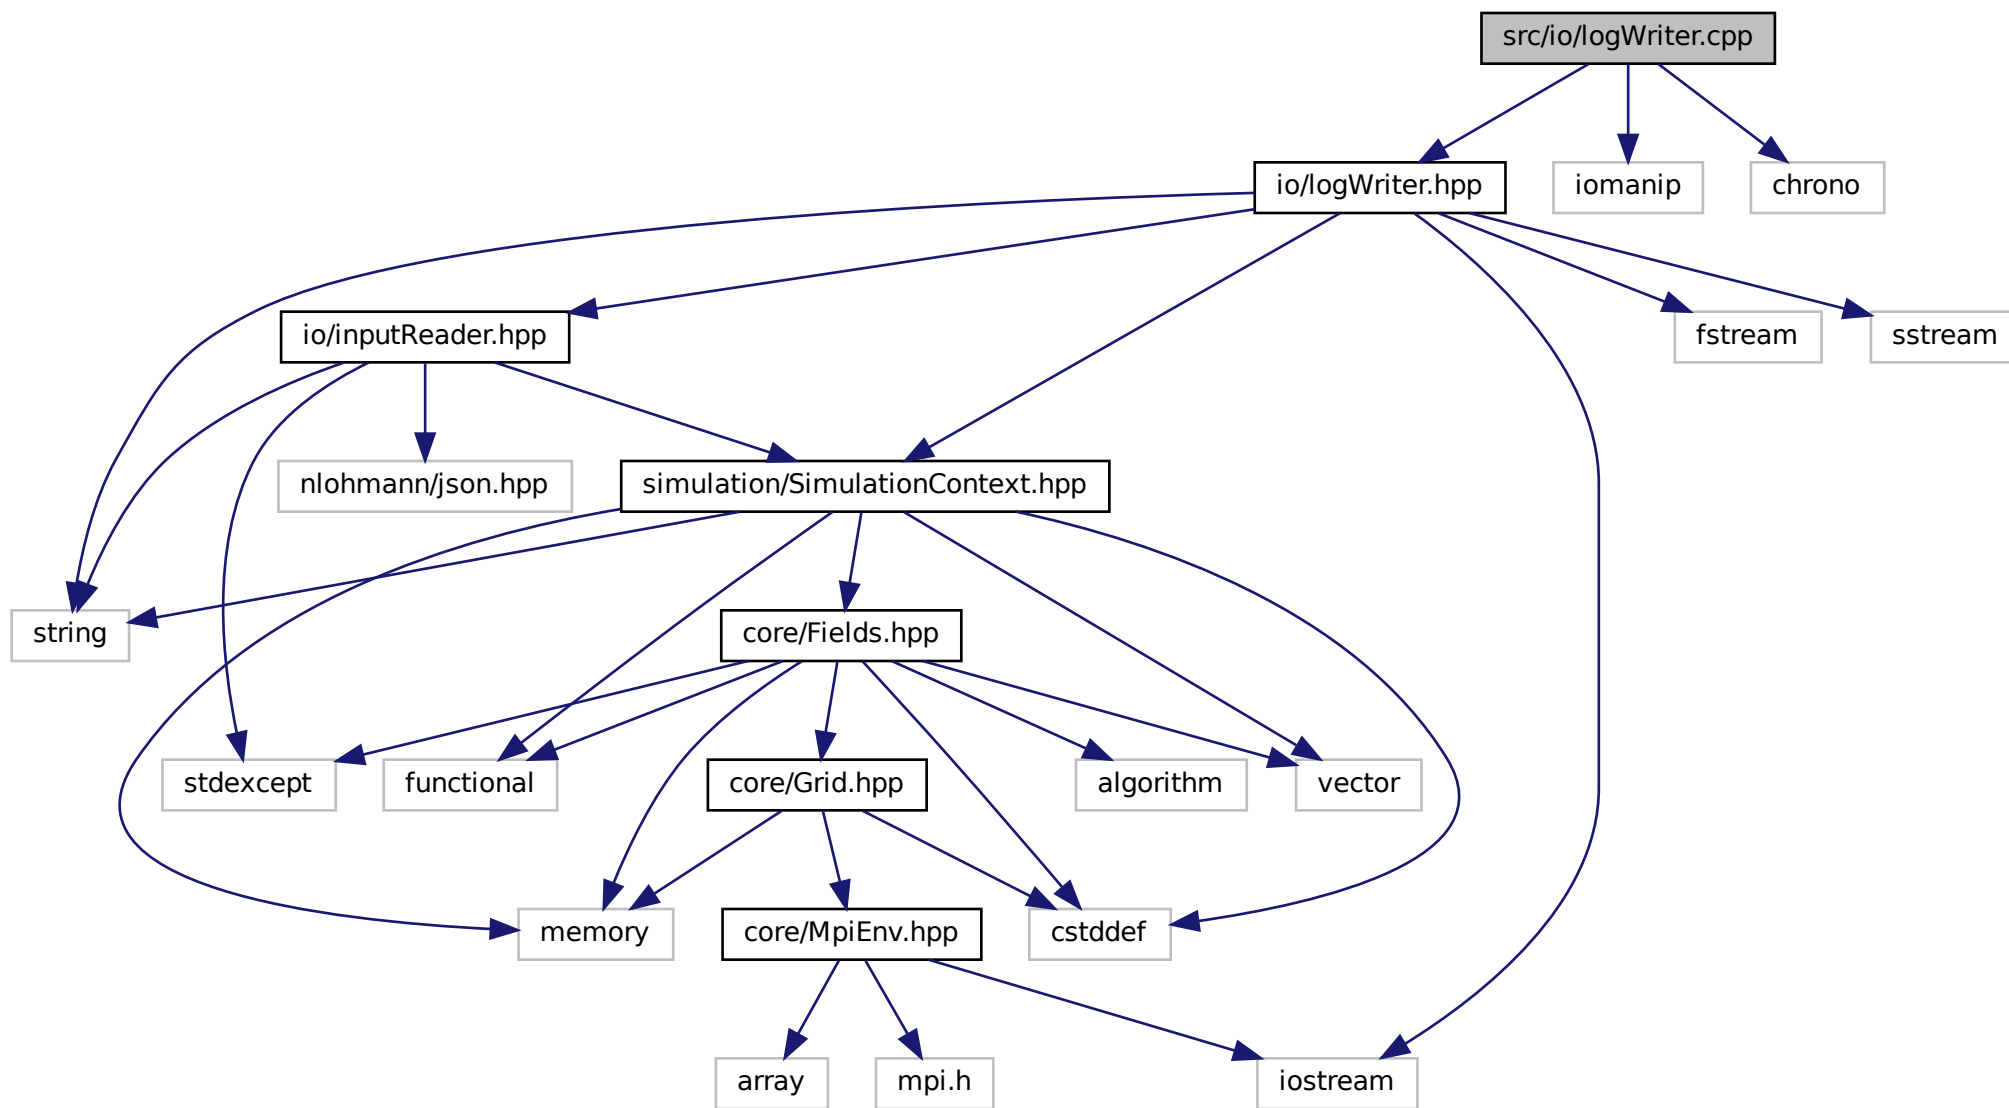 src/io/logWriter.cpp
io/logWriter.hpp
iomanip
chrono
io/inputReader.hpp
fstream
sstream
nlohmann/json.hpp
simulation/SimulationContext.hpp
string
core/Fields.hpp
stdexcept
functional
core/Grid.hpp
algorithm
vector
memory
core/MpiEnv.hpp
cstddef
array
mpi.h
iostream